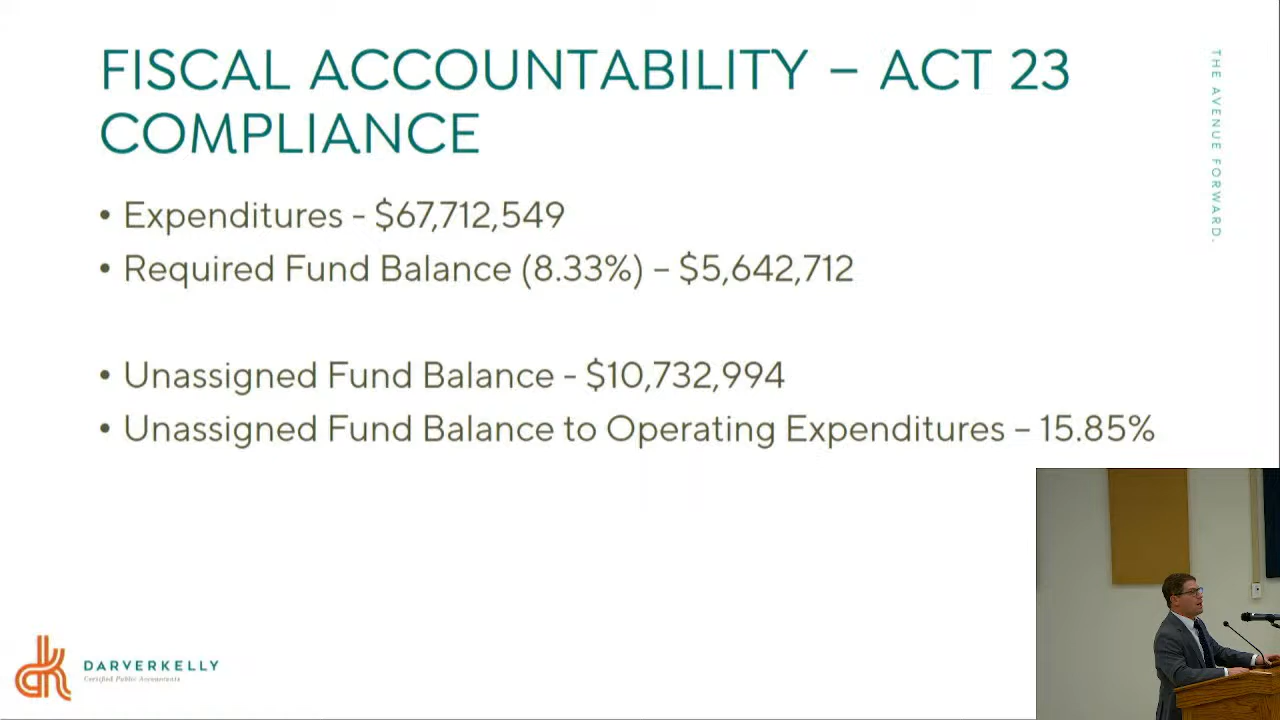 FISCAL ACCOUNTABILITY – ACT 23
COMPLIANCE
THE AVENUE FORWARD.
• Expenditures - $67,712,549
• Required Fund Balance (8.33%) – $5,642,712
• Unassigned Fund Balance - $10,732,994
• Unassigned Fund Balance to Operating Expenditures – 15.85%
dk
DARVERKELLY
Certified Public Accountants